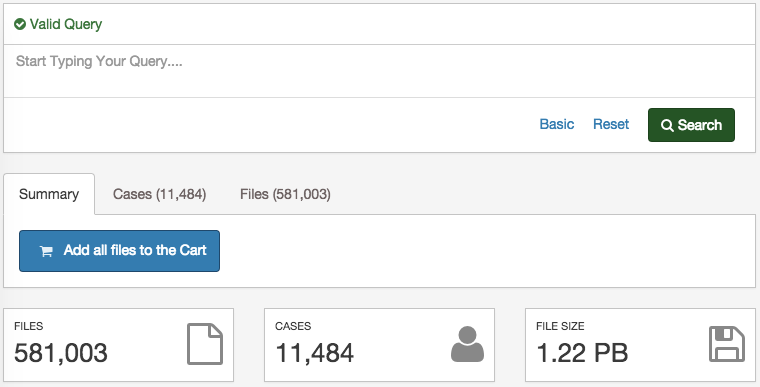 Valid Query
Start Typing Your Query....
Basic Reset Search
Summary Cases (11,484) Files (581,003)
Add all files to the Cart
FILES CASES FILE SIZE
581,003 11,484 1.22 PB